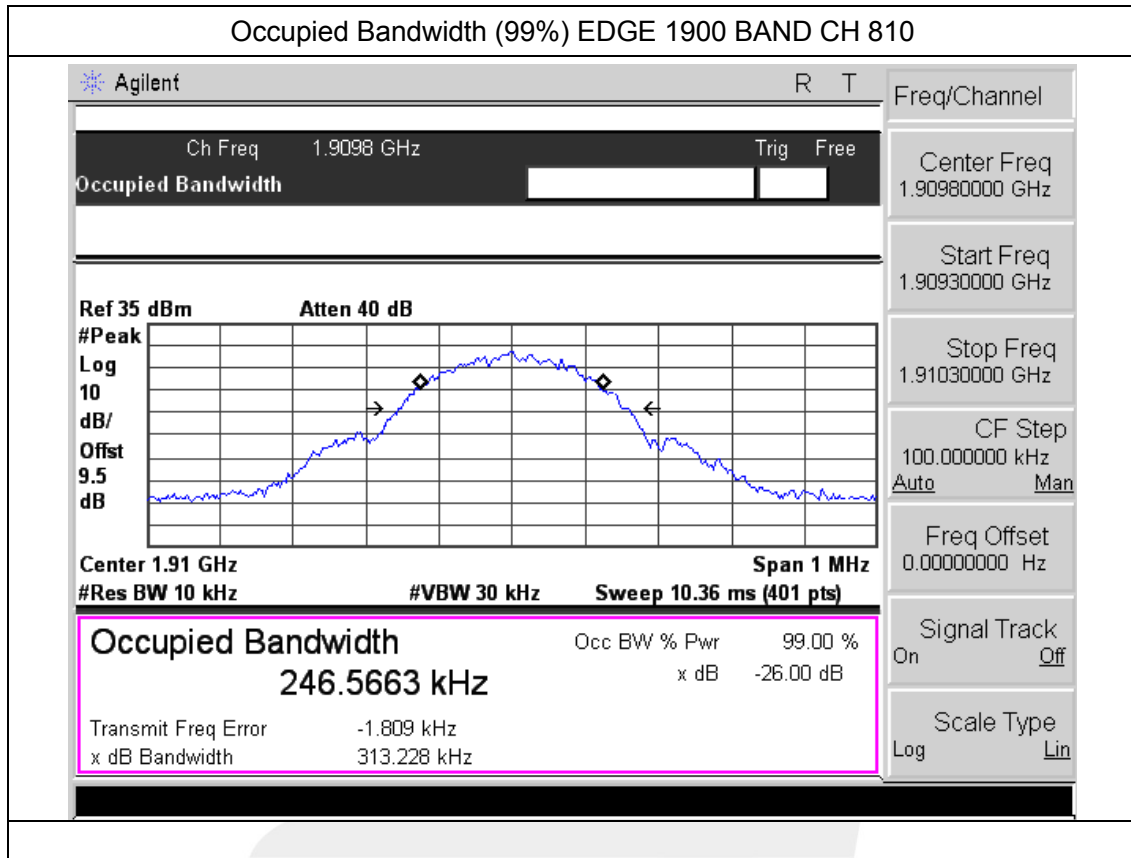 Occupied Bandwidth (99%) EDGE 1900 BAND CH 810
Agilent R T
Freq/Channel
Ch Freq 1.9098 GHz Trig Free
Occupied Bandwidth
Center Freq
1.90980000 GHz
Start Freq
1.90930000 GHz
Stop Freq
1.91030000 GHz
CF Step
100.000000 kHz
Auto Man
Freq Offset
0.00000000 Hz
Signal Track
On Off
Scale Type
Log Lin
Ref 35 dBm Atten 40 dB
#Peak
Log
10
dB/
Offst
9.5
dB
Center 1.91 GHz Span 1 MHz
#Res BW 10 kHz #VBW 30 kHz Sweep 10.36 ms (401 pts)
Occupied Bandwidth
246.5663 kHz
Occ BW % Pwr 99.00 %
x dB -26.00 dB
Transmit Freq Error -1.809 kHz
x dB Bandwidth 313.228 kHz